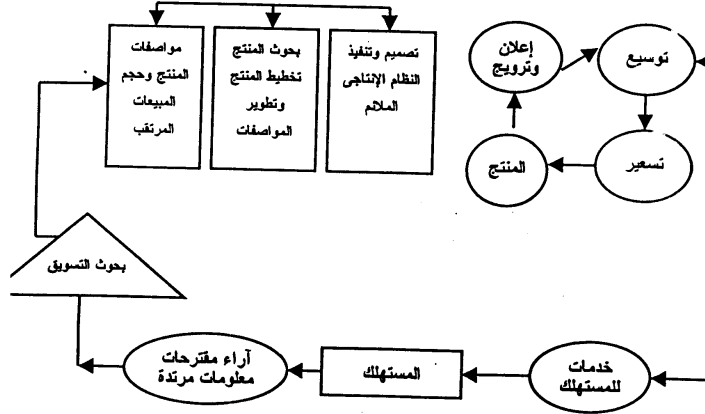 إعلان
وترويج
توسيع
تسعير
المنتج
تصميم وتنفيذ
النظام الإنتاجى
الملائم
بحوث المنتج
تخطيط المنتج
وتطوير
المواصفات
مواصفات
المنتج وحجم
المبيعات
المرتقب
بحوث التسويق
خدمات
للمستهلك
المستهلك
آراء مقترحات
معلومات مرتدة